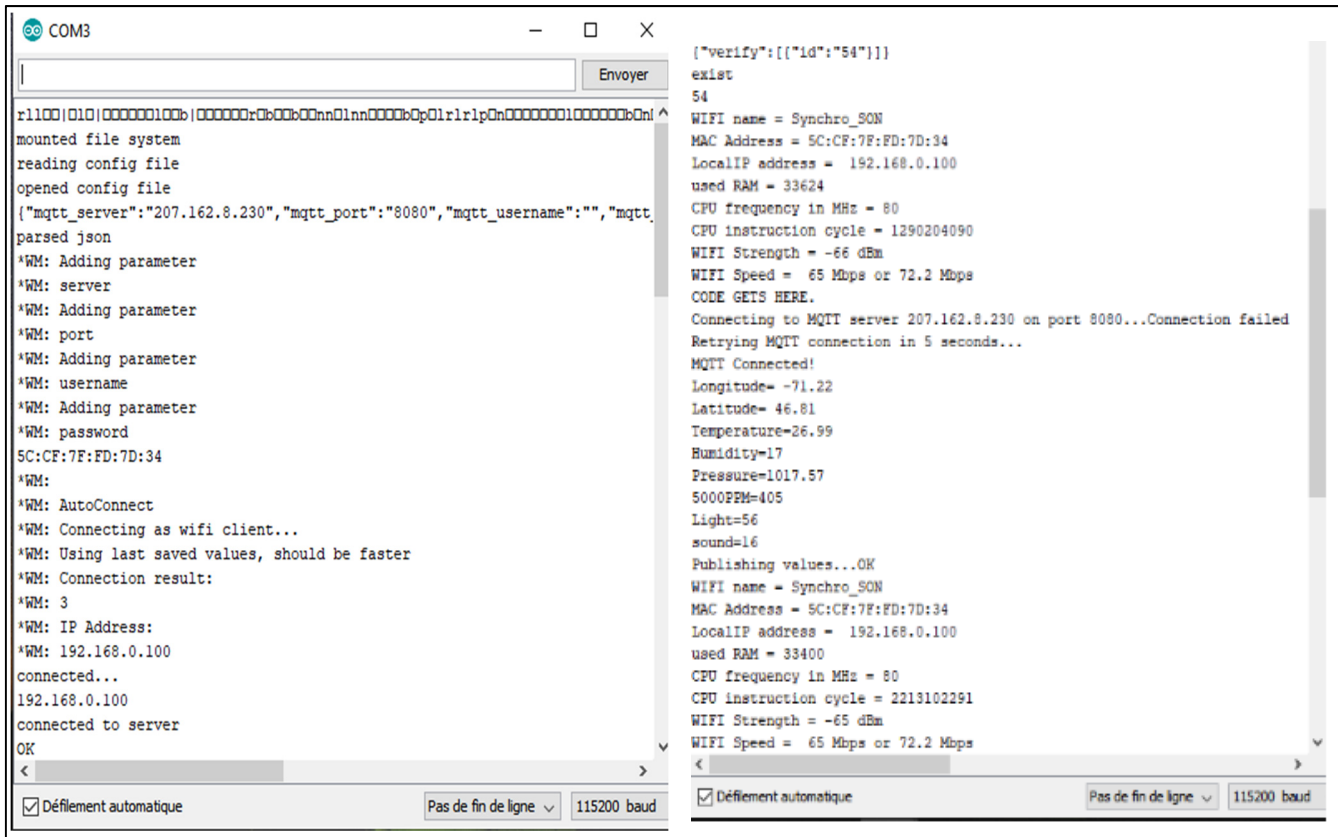 COM3
Envoyer
mounted file system
reading config file
opened config file
{"mqtt_server":"207.162.8.230","mqtt_port":"8080","mqtt_username":"","mqtt_
parsed json
*WM: Adding parameter
*WM: server
*WM: Adding parameter
*WM: port
*WM: Adding parameter
*WM: username
*WM: Adding parameter
*WM: password
5C:CF:7F:FD:7D:34
*WM:
*WM: AutoConnect
*WM: Connecting as wifi client...
*WM: Using last saved values, should be faster
*WM: Connection result:
*WM: 3
*WM: IP Address:
*WM: 192.168.0.100
connected...
192.168.0.100
connected to server
OK
Défilement automatique
Pas de fin de ligne
115200 baud
{"verify":[{"id":"54"}]}
exist
54
WIFI name = Synchro_SON
MAC Address = 5C:CF:7F:FD:7D:34
LocalIP address = 192.168.0.100
used RAM = 33624
CPU frequency in MHz = 80
CPU instruction cycle = 1290204090
WIFI Strength = -66 dBm
WIFI Speed = 65 Mbps or 72.2 Mbps
CODE GETS HERE.
Connecting to MQTT server 207.162.8.230 on port 8080...Connection failed
Retrying MQTT connection in 5 seconds...
MQTT Connected!
Longitude= -71.22
Latitude= 46.81
Temperature=26.99
Humidity=17
Pressure=1017.57
5000PPM=405
Light=56
sound=16
Publishing values...OK
WIFI name = Synchro_SON
MAC Address = 5C:CF:7F:FD:7D:34
LocalIP address = 192.168.0.100
used RAM = 33400
CPU frequency in MHz = 80
CPU instruction cycle = 2213102291
WIFI Strength = -65 dBm
WIFI Speed = 65 Mbps or 72.2 Mbps
Défilement automatique
Pas de fin de ligne
115200 baud